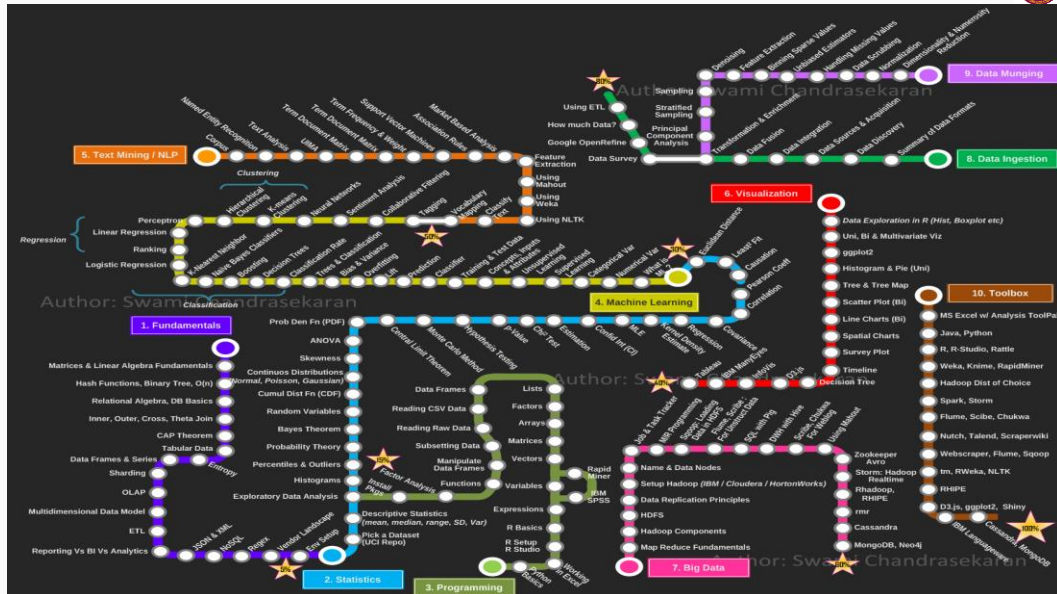 1. Fundamentals
Matrices & Linear Algebra Fundamentals
Hash Functions, Binary Tree, O(n)
Relational Algebra, DB Basics
Inner, Outer, Cross, Theta Join
CAP Theorem
Tabular Data
Entropy
Data Frames & Series
Sharding
OLAP
Multidimensional Data Model
ETL
Reporting Vs BI Vs Analytics
JSON & XML
NoSQL
Regex
Vendor Landscape
Env Setup
5%
2. Statistics
Pick a Dataset
(UCI Repo)
Descriptive Statistics
(mean, median, range, SD, Var)
Exploratory Data Analysis
Histograms
Percentiles & Outliers
Probability Theory
Bayes Theorem
Random Variables
Cumul Dist Fn (CDF)
Continuos Distributions
(Normal, Poisson, Gaussian)
Skewness
ANOVA
Prob Den Fn (PDF)
Central Limit Theorem
Monte Carlo Method
Hypothesis Testing
p-Value
Chi² Test
Estimation
Confid Int (CI)
MLE
Kernel Density
Estimate
Regression
Covariance
Correlation
Pearson Coeff
Causation
Least² Fit
Euclidean Distance
30%
3. Programming
Python
Basics
Working
in Excel
R Setup
R Studio
R Basics
Expressions
Variables
IBM
SPSS
Rapid
Miner
Vectors
Matrices
Arrays
Factors
Lists
Data Frames
Reading CSV Data
Reading Raw Data
Subsetting Data
Manipulate
Data Frames
Functions
Factor Analysis
Install
Pkgs
15%
4. Machine Learning
What is
Numerical Var
Categorical Var
Supervised
Learning
Unsupervised
Learning
Concepts, Inputs
& Attributes
Training & Test Data
Classifier
Prediction
Lift
Overfitting
Bias & Variance
Trees & Classification
Classification Rate
Decision Trees
Boosting
Naive Bayes Classifiers
K-Nearest Neighbor
Classification
Logistic Regression
Ranking
Linear Regression
Perceptron
Regression
Hierarchical
Clustering
K-means
Clustering
Clustering
Neural Networks
Sentiment Analysis
Collaborative Filtering
Tagging
50%
5. Text Mining / NLP
Corpus
Named Entity Recognition
Text Analysis
UIMA
Term Document Matrix
Term Document Matrix
Term Frequency & Weight
Support Vector Machines
Association Rules
Market Based Analysis
Feature
Extraction
Using
Mahout
Using
Weka
Using NLTK
Classify
Text
Vocabulary
Mapping
6. Visualization
Data Exploration in R (Hist, Boxplot etc)
Uni, Bi & Multivariate Viz
ggplot2
Histogram & Pie (Uni)
Tree & Tree Map
Scatter Plot (Bi)
Line Charts (Bi)
Spatial Charts
Survey Plot
Timeline
Decision Tree
D3.js
InfoVis
IBM ManyEyes
Tableau
7. Big Data
Map Reduce Fundamentals
Hadoop Components
HDFS
Data Replication Principles
Setup Hadoop (IBM / Cloudera / HortonWorks)
Name & Data Nodes
Job & Task Tracker
M/R Programming
Sqoop: Loading
Data in HDFS
Flume, Scribe:
For Unstruct Data
SQL with Pig
DWH with Hive
Scribe, Chukwa
For Weblog
Using Mahout
Zookeeper
Avro
Storm: Hadoop
Realtime
Rhadoop,
RHIPE
rmr
Cassandra
MongoDB, Neo4j
8. Data Ingestion
Summary of Data Formats
Data Discovery
Data Sources & Acquisition
Data Integration
Data Fusion
Transformation & Enrichment
Data Survey
Google OpenRefine
How much Data?
Using ETL
9. Data Munging
Dimensionality & Numerosity
Reduction
Normalization
Data Scrubbing
Handling Missing Values
Unbiased Estimators
Binning Sparse Values
Feature Extraction
Denoising
Sampling
Stratified
Sampling
Principal
Component
Analysis
10. Toolbox
MS Excel w/ Analysis ToolPak
Java, Python
R, R-Studio, Rattle
Weka, Knime, RapidMiner
Hadoop Dist of Choice
Spark, Storm
Flume, Scibe, Chukwa
Nutch, Talend, Scraperwiki
Webscraper, Flume, Sqoop
tm, RWeka, NLTK
RHIPE
D3.js, ggplot2, Shiny
IBM Languageware
Cassandra, MongoDB
100%
Author: Swami Chandrasekaran
Author: Swami Chandrasekaran
Author: Swami Chandrasekaran
Author: Swami Chandrasekaran